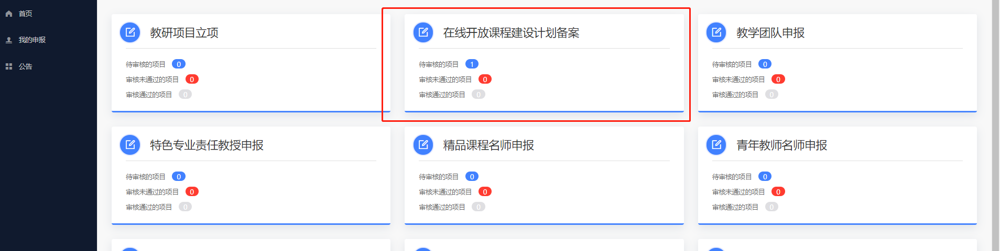 首页
我的申报
公告
教研项目立项
待审核的项目 0
审核未通过的项目 0
审核通过的项目 0
在线开放课程建设计划备案
待审核的项目 1
审核未通过的项目 0
审核通过的项目 0
教学团队申报
待审核的项目 0
审核未通过的项目 0
审核通过的项目 0
特色专业责任教授申报
待审核的项目 0
审核未通过的项目 0
审核通过的项目 0
精品课程名师申报
待审核的项目 0
审核未通过的项目 0
审核通过的项目 0
青年教师名师申报
待审核的项目 0
审核未通过的项目 0
审核通过的项目 0